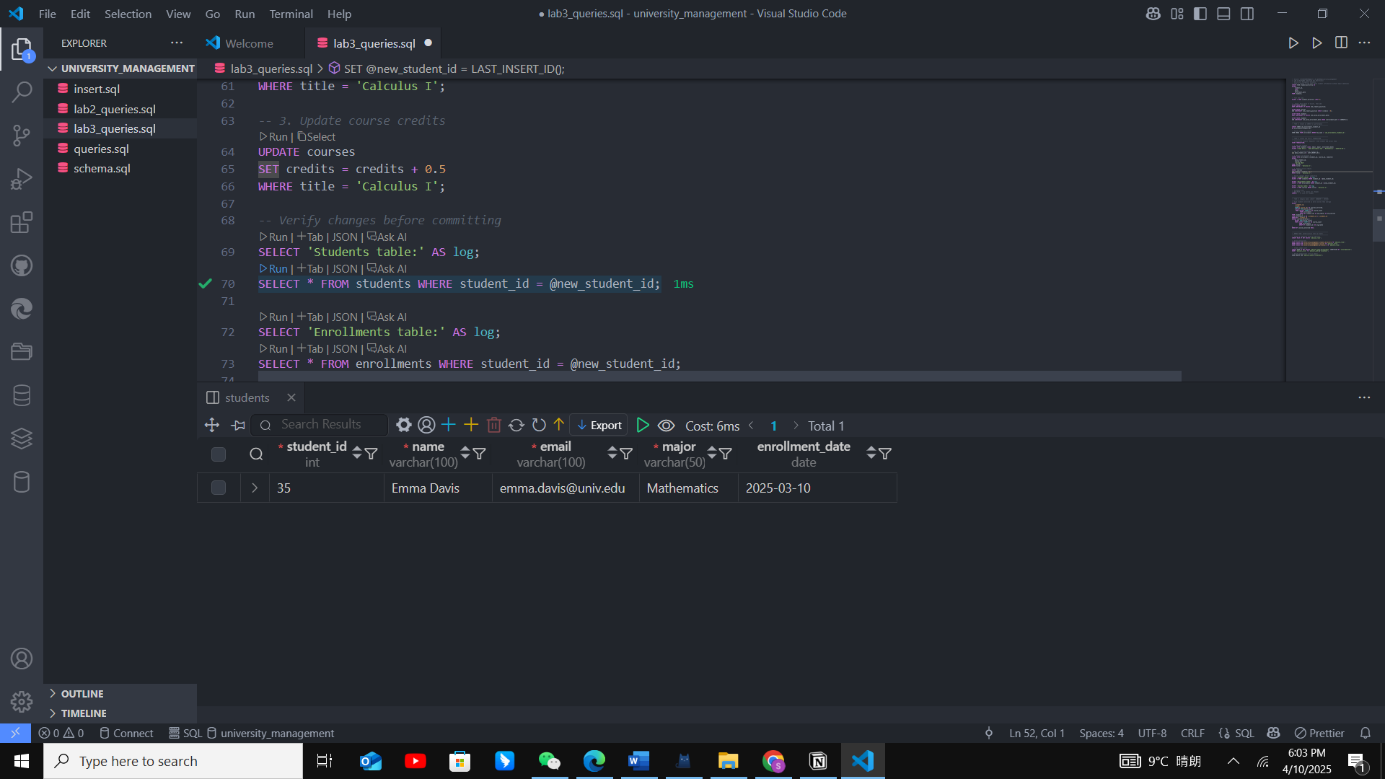 File Edit Selection View Go Run Terminal Help
● lab3_queries.sql - university_management - Visual Studio Code
EXPLORER
Welcome
lab3_queries.sql
UNIVERSITY_MANAGEMENT
insert.sql
lab2_queries.sql
lab3_queries.sql
queries.sql
schema.sql
lab3_queries.sql > SET @new_student_id = LAST_INSERT_ID();
61 WHERE title = 'Calculus I';
62
63 -- 3. Update course credits
Run | Select
64 UPDATE courses
65 SET credits = credits + 0.5
66 WHERE title = 'Calculus I';
67
68 -- Verify changes before committing
Run | Tab | JSON | Ask AI
69 SELECT 'Students table:' AS log;
Run | Tab | JSON | Ask AI
70 SELECT * FROM students WHERE student_id = @new_student_id; 1ms
71
Run | Tab | JSON | Ask AI
72 SELECT 'Enrollments table:' AS log;
Run | Tab | JSON | Ask AI
73 SELECT * FROM enrollments WHERE student_id = @new_student_id;
74
students
Search Results
Export
Cost: 6ms
1
Total 1
* student_id * name * email * major enrollment_date
int varchar(100) varchar(100) varchar(50) date
35 Emma Davis emma.davis@univ.edu Mathematics 2025-03-10
OUTLINE
TIMELINE
1
0 0 Connect SQL university_management
Ln 52, Col 1 Spaces: 4 UTF-8 CRLF {} SQL Prettier
Type here to search
9°C 晴朗
6:03 PM
4/10/2025
1